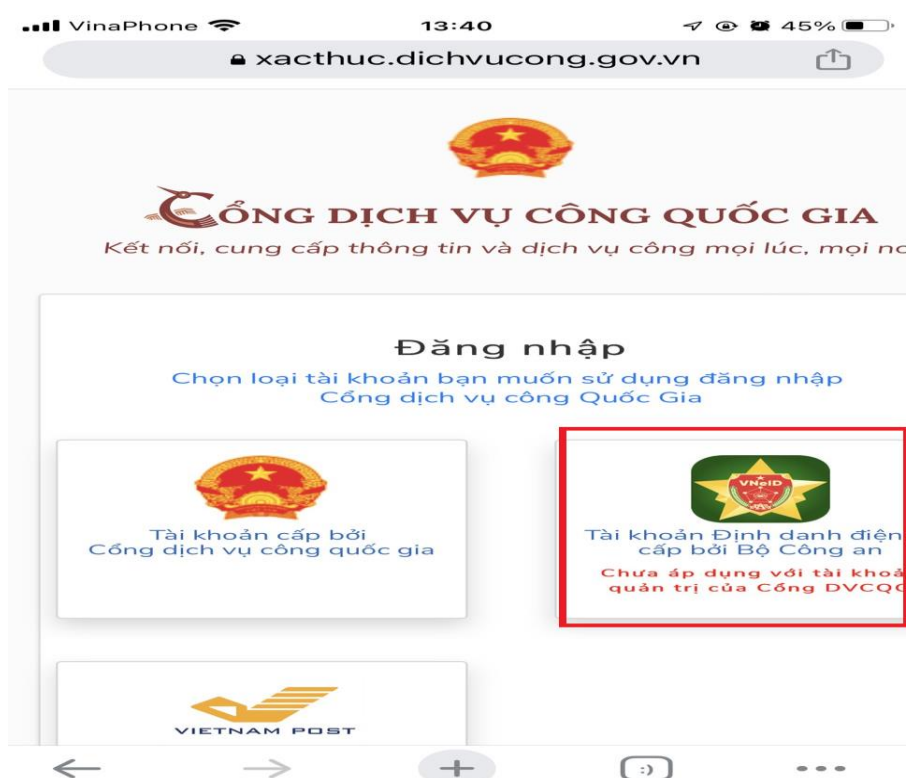 VinaPhone 13:40 45%
xacthuc.dichvucong.gov.vn
CỔNG DỊCH VỤ CÔNG QUỐC GIA
Kết nối, cung cấp thông tin và dịch vụ công mọi lúc, mọi nơ
Đăng nhập
Chọn loại tài khoản bạn muốn sử dụng đăng nhập
Cổng dịch vụ công Quốc Gia
Tài khoản cấp bởi
Cổng dịch vụ công quốc gia
VNeID
Tài khoản Định danh điện
cấp bởi Bộ Công an
Chưa áp dụng với tài khoả
quản trị của Cổng DVCQG
VIETNAM POST